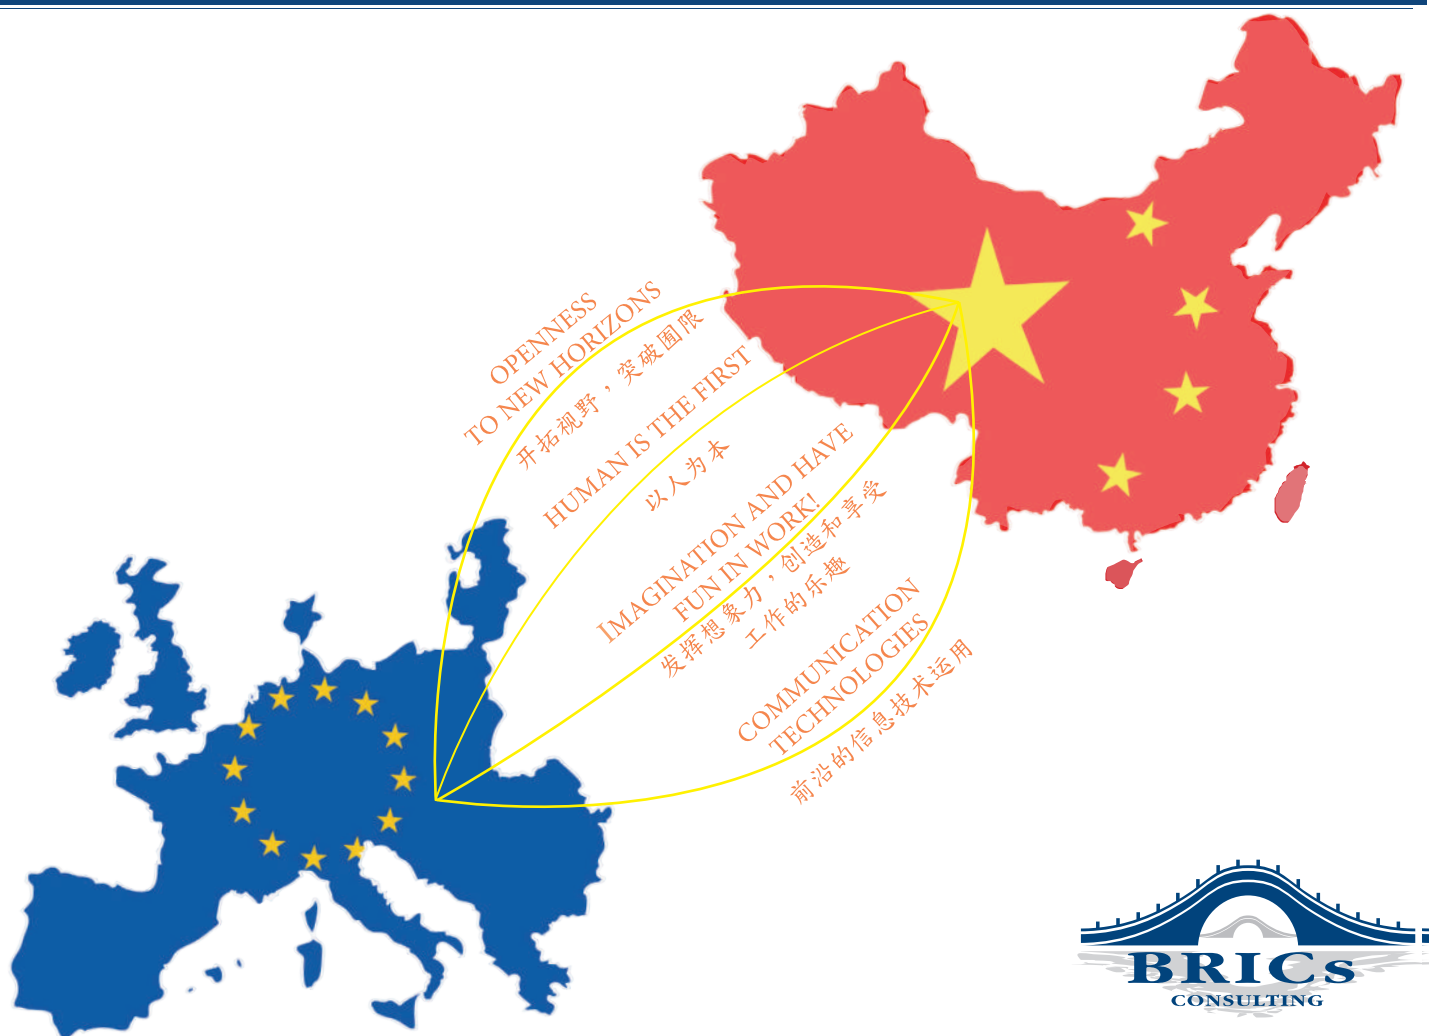 OPENNESS
TO NEW HORIZONS
开拓视野，突破囿限
HUMAN IS THE FIRST
以人为本
IMAGINATION AND HAVE
FUN IN WORK!
发挥想象力，创造和享受
工作的乐趣
COMMUNICATION
TECHNOLOGIES
前沿的信息技术运用
BRICs
CONSULTING